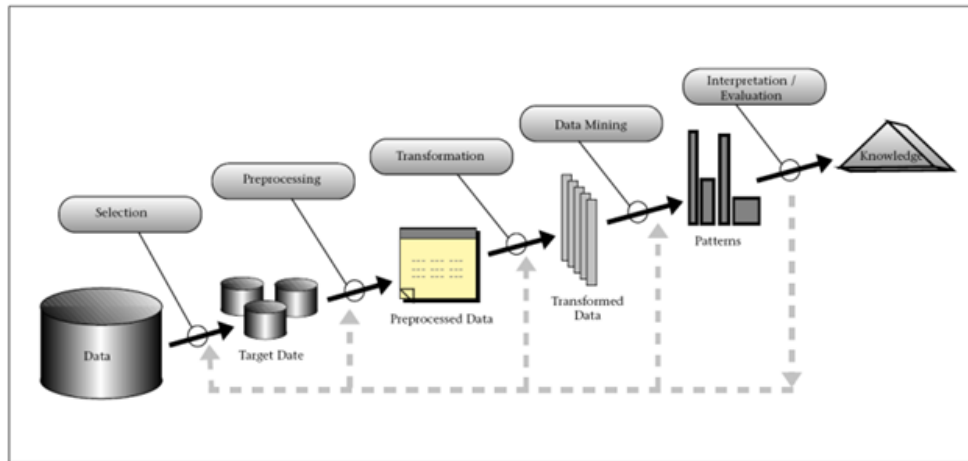 Interpretation /
Evaluation
Data Mining
Knowledge
Transformation
Preprocessing
Patterns
Selection
Transformed
Data
Preprocessed Data
Target Date
Data